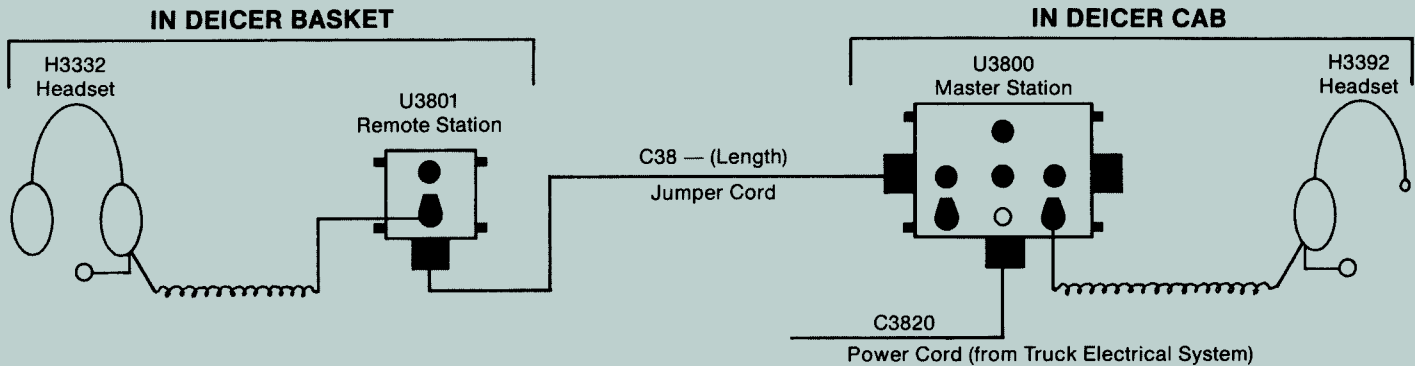 IN DEICER BASKET
IN DEICER CAB
H3332
Headset
U3801
Remote Station
C38 — (Length)
Jumper Cord
U3800
Master Station
H3392
Headset
C3820
Power Cord (from Truck Electrical System)